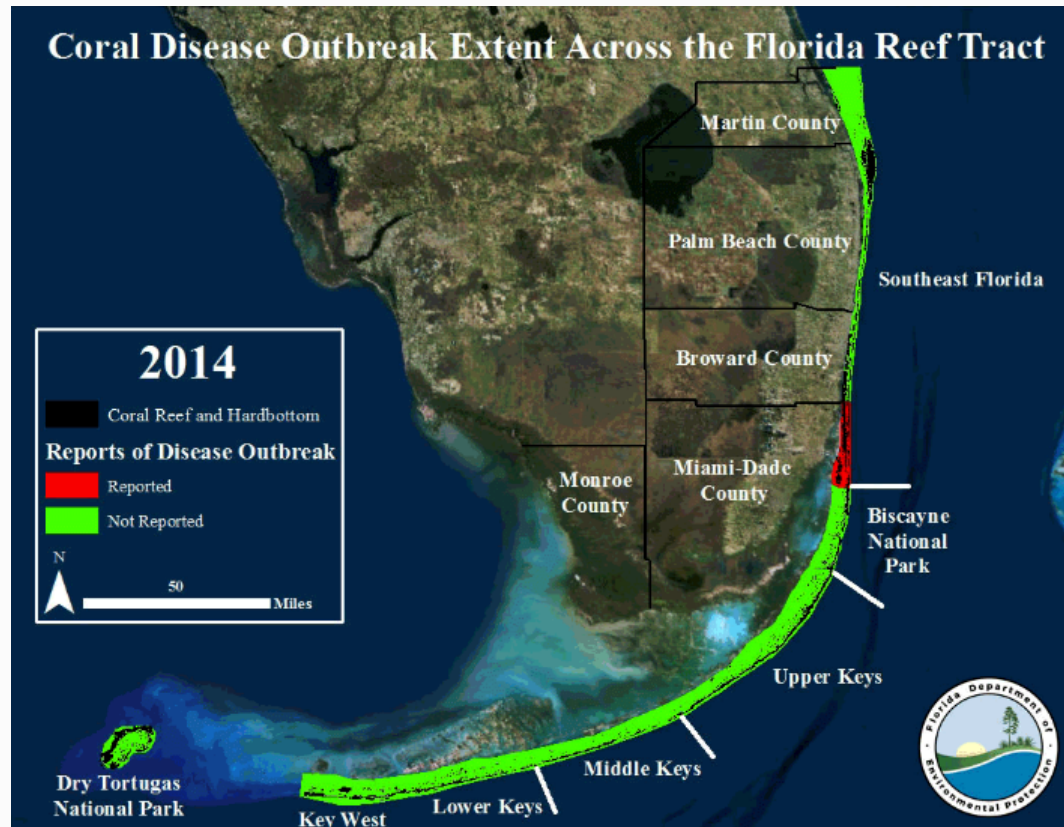 Coral Disease Outbreak Extent Across the Florida Reef Tract
Martin County
Palm Beach County
Southeast Florida
Broward County
Miami-Dade
County
Monroe
County
Biscayne
National
Park
Upper Keys
Middle Keys
Lower Keys
Key West
Dry Tortugas
National Park
2014
Coral Reef and Hardbottom
Reports of Disease Outbreak
Reported
Not Reported
N
50
Miles
Florida Department of
Environmental Protection